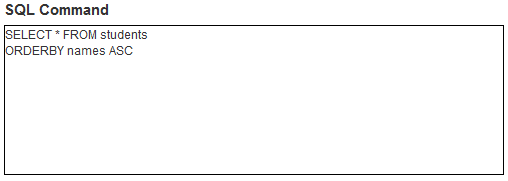 SQL Command
SELECT * FROM students
ORDERBY names ASC